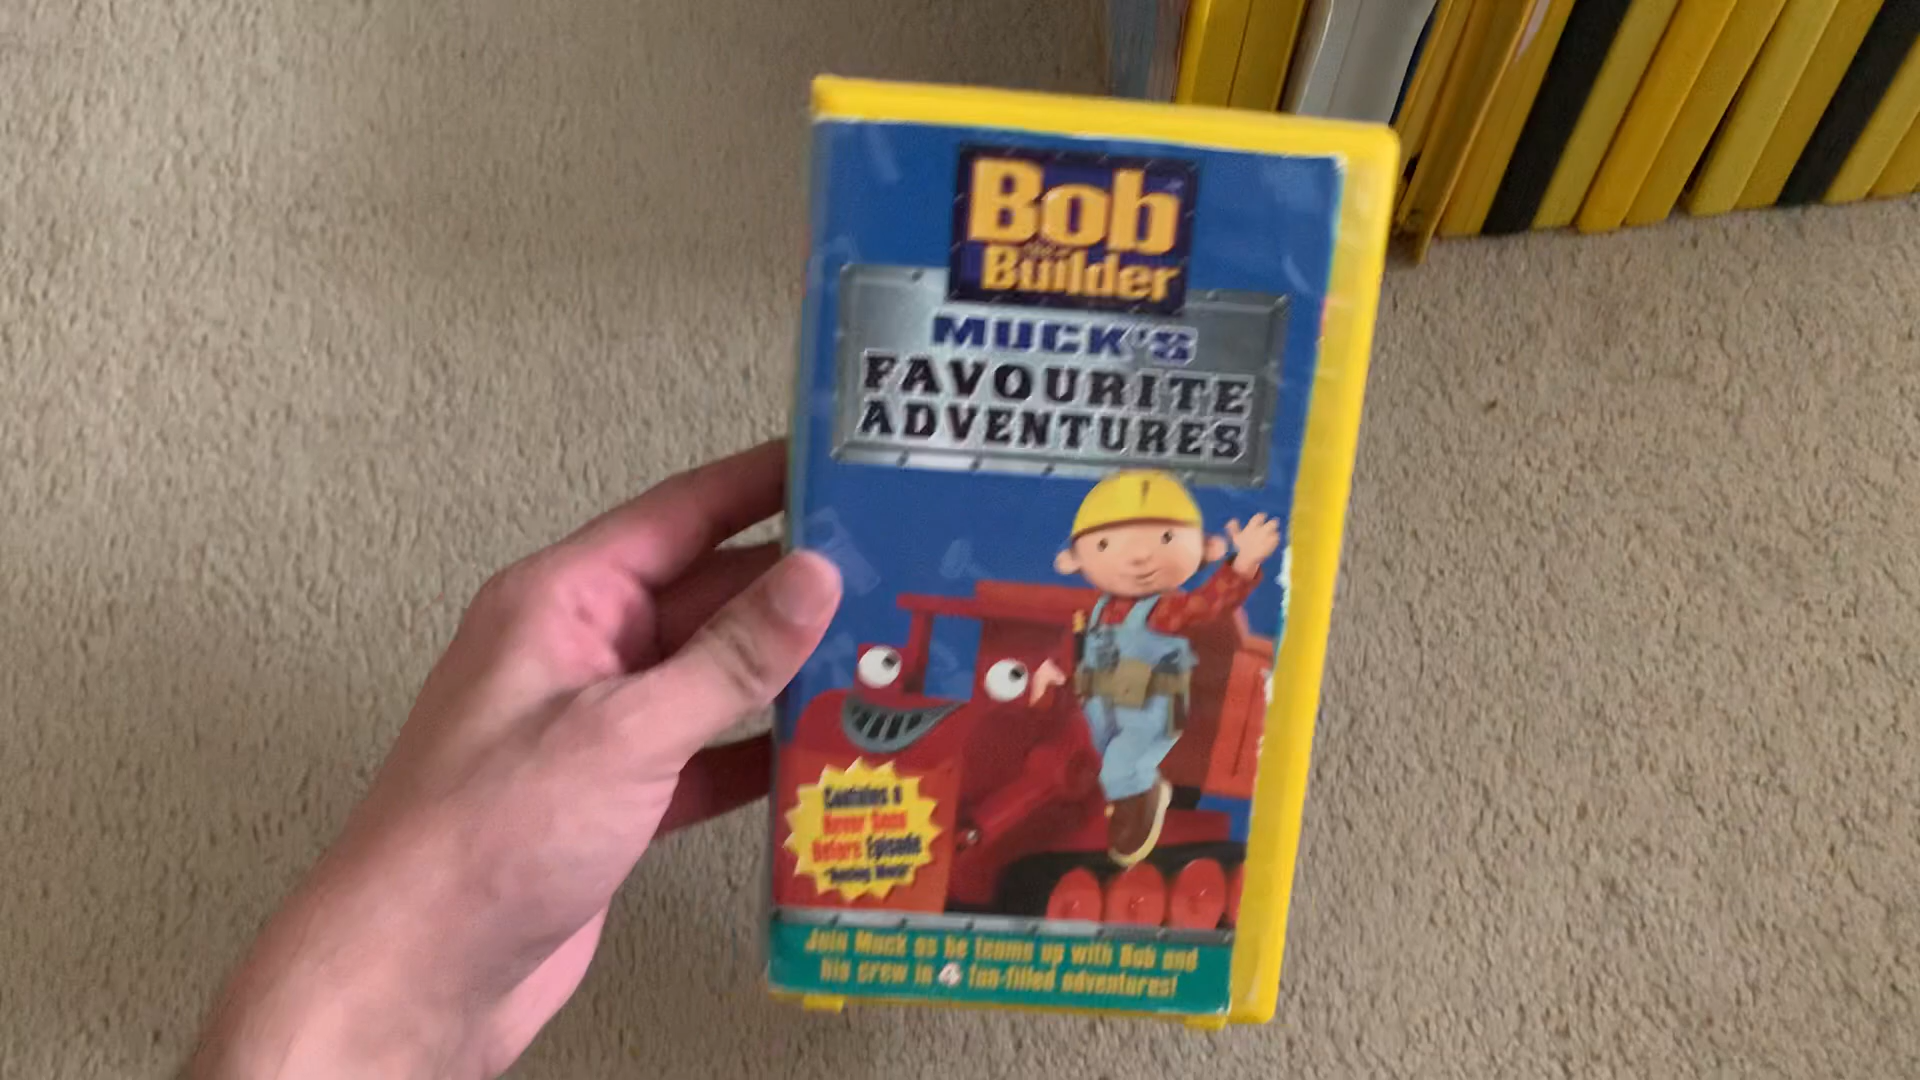 Bob
the
Builder
MUCK'S
FAVOURITE
ADVENTURES
Contains a
Never Seen
Before Episode
Join Muck as he teams up with Bob and
his crew in 4 fun-filled adventures!